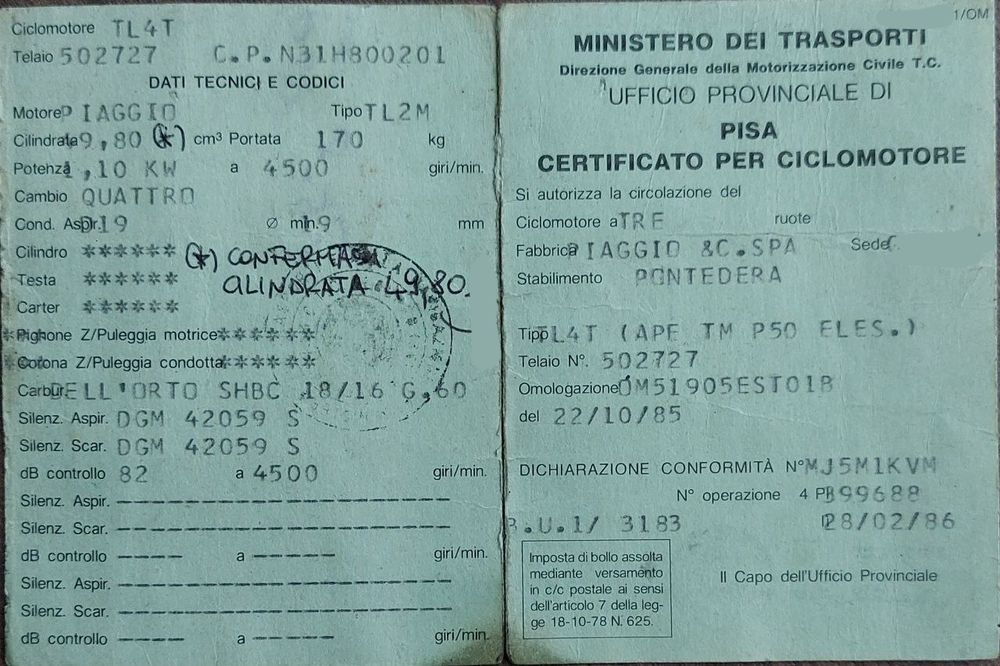 Ciclomotore TL4T
Telaio 502727 C.P.N31H800201
DATI TECNICI E CODICI
Motore PIAGGIO Tipo TL2M
Cilindrata 9,80 (*) cm³ Portata 170 kg
Potenza 1,10 KW a 4500 giri/min.
Cambio QUATTRO
Cond. Aspir. D19 Ø min. 9 mm
Cilindro ******
(*) CONFERMASI
Testa ******
CILINDRATA 49,80.
Carter ******
Pignone Z/Puleggia motrice ******
Corona Z/Puleggia condotta ******
Carbur. DELL'ORTO SHBC 18/16 G.60
Silenz. Aspir. DGM 42059 S
Silenz. Scar. DGM 42059 S
dB controllo 82 a 4500 giri/min.
Silenz. Aspir.
Silenz. Scar.
dB controllo ----- a ------ giri/min.
Silenz. Aspir.
Silenz. Scar.
dB controllo ----- a ------ giri/min.
1/OM
MINISTERO DEI TRASPORTI
Direzione Generale della Motorizzazione Civile T.C.
UFFICIO PROVINCIALE DI
PISA
CERTIFICATO PER CICLOMOTORE
Si autorizza la circolazione del
Ciclomotore a TRE ruote
Fabbrica PIAGGIO &C.SPA Sede
Stabilimento PONTEDERA
Tipo TL4T (APE TM P50 ELES.)
Telaio N°. 502727
Omologazione OM51905EST01B
del 22/10/85
DICHIARAZIONE CONFORMITÀ N° MJ5M1KVM
N° operazione 4 PB99688
B.U.1/ 3183 28/02/86
Imposta di bollo assolta
mediante versamento
in c/c postale ai sensi
dell'articolo 7 della leg-
ge 18-10-78 N. 625.
Il Capo dell'Ufficio Provinciale